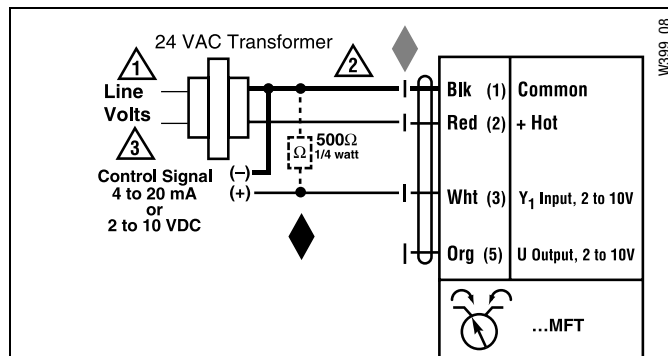 W399_08
24 VAC Transformer
1
2
Line
Volts
3
Control Signal
4 to 20 mA
or
2 to 10 VDC
(–)
(+)
Ω
500Ω
1/4 watt
Blk (1) Common
Red (2) + Hot
Wht (3) Y₁ Input, 2 to 10V
Org (5) U Output, 2 to 10V
...MFT